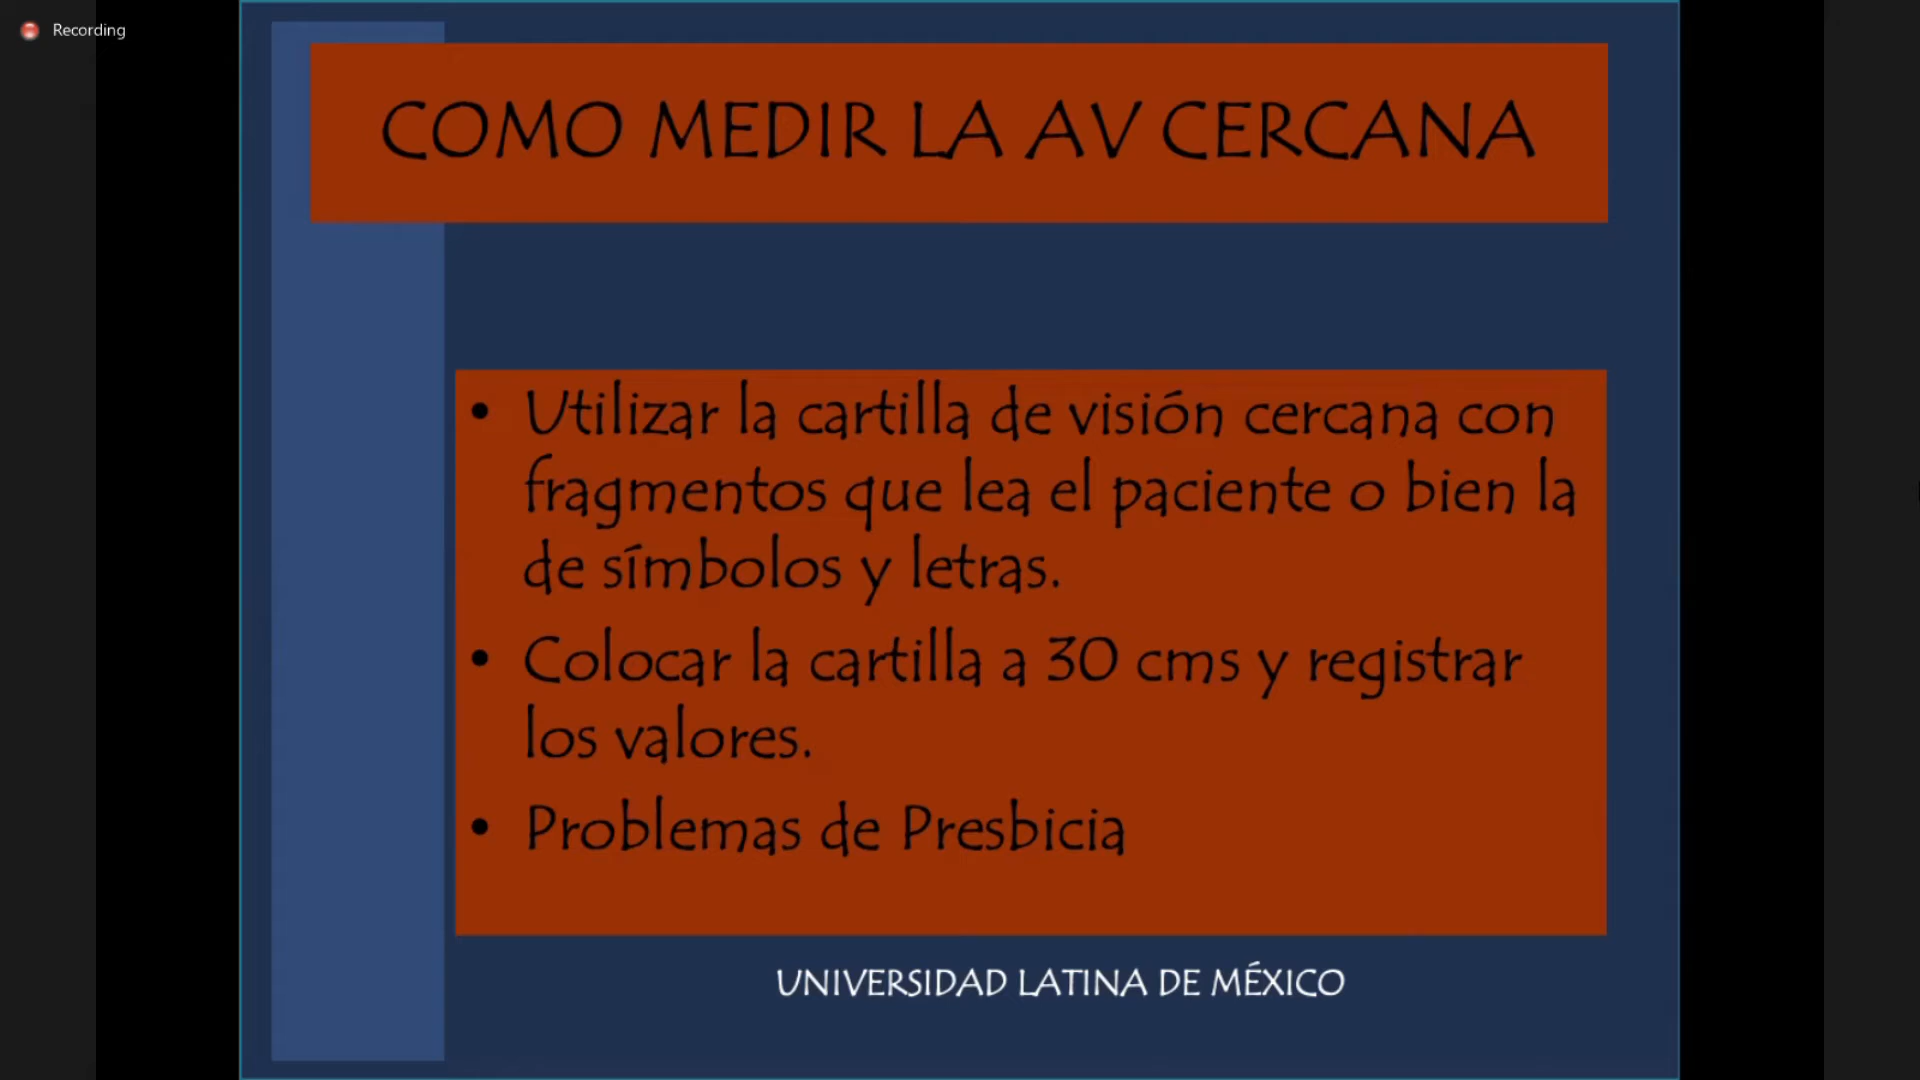 Recording
COMO MEDIR LA AV CERCANA
• Utilizar la cartilla de visión cercana con
fragmentos que lea el paciente o bien la
de símbolos y letras.
• Colocar la cartilla a 30 cms y registrar
los valores.
• Problemas de Presbicia
UNIVERSIDAD LATINA DE MÉXICO